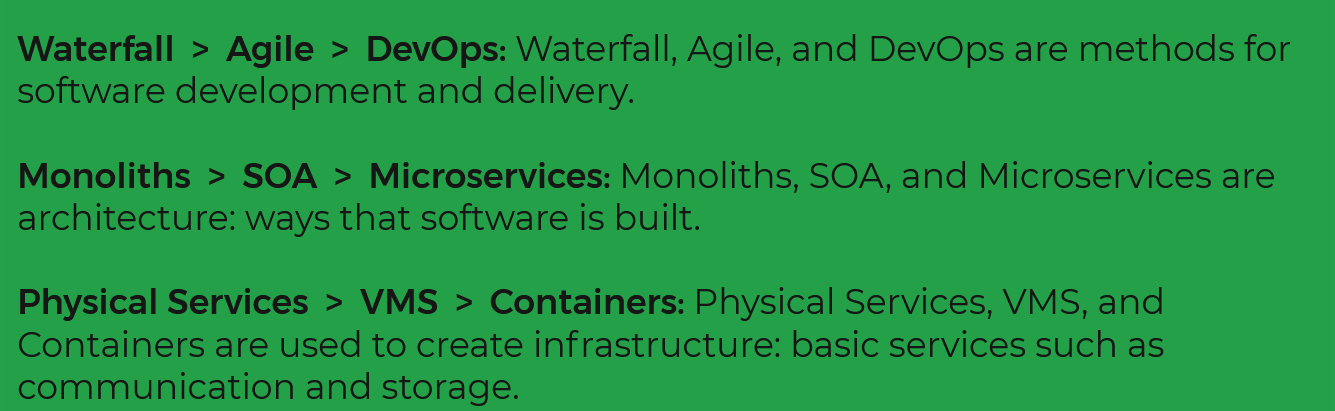 Waterfall > Agile > DevOps: Waterfall, Agile, and DevOps are methods for
software development and delivery.
Monoliths > SOA > Microservices: Monoliths, SOA, and Microservices are
architecture: ways that software is built.
Physical Services > VMS > Containers: Physical Services, VMS, and
Containers are used to create infrastructure: basic services such as
communication and storage.